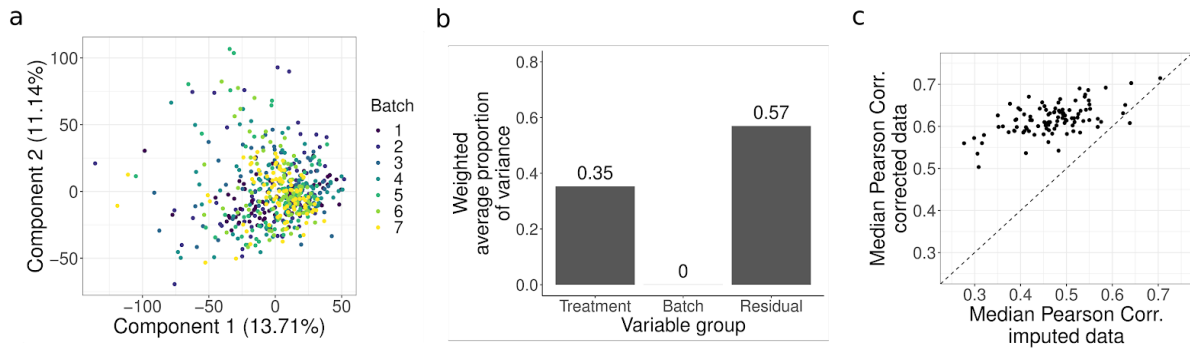 a
Component 2 (11.14%)
100
50
0
−50
−100
−50
0
50
Component 1 (13.71%)
Batch
1
2
3
4
5
6
7
b
Weighted
average proportion
of variance
0.8
0.6
0.4
0.2
0.0
0.35
0
0.57
Treatment
Batch
Residual
Variable group
c
Median Pearson Corr.
corrected data
0.7
0.6
0.5
0.4
0.3
0.3
0.4
0.5
0.6
0.7
Median Pearson Corr.
imputed data